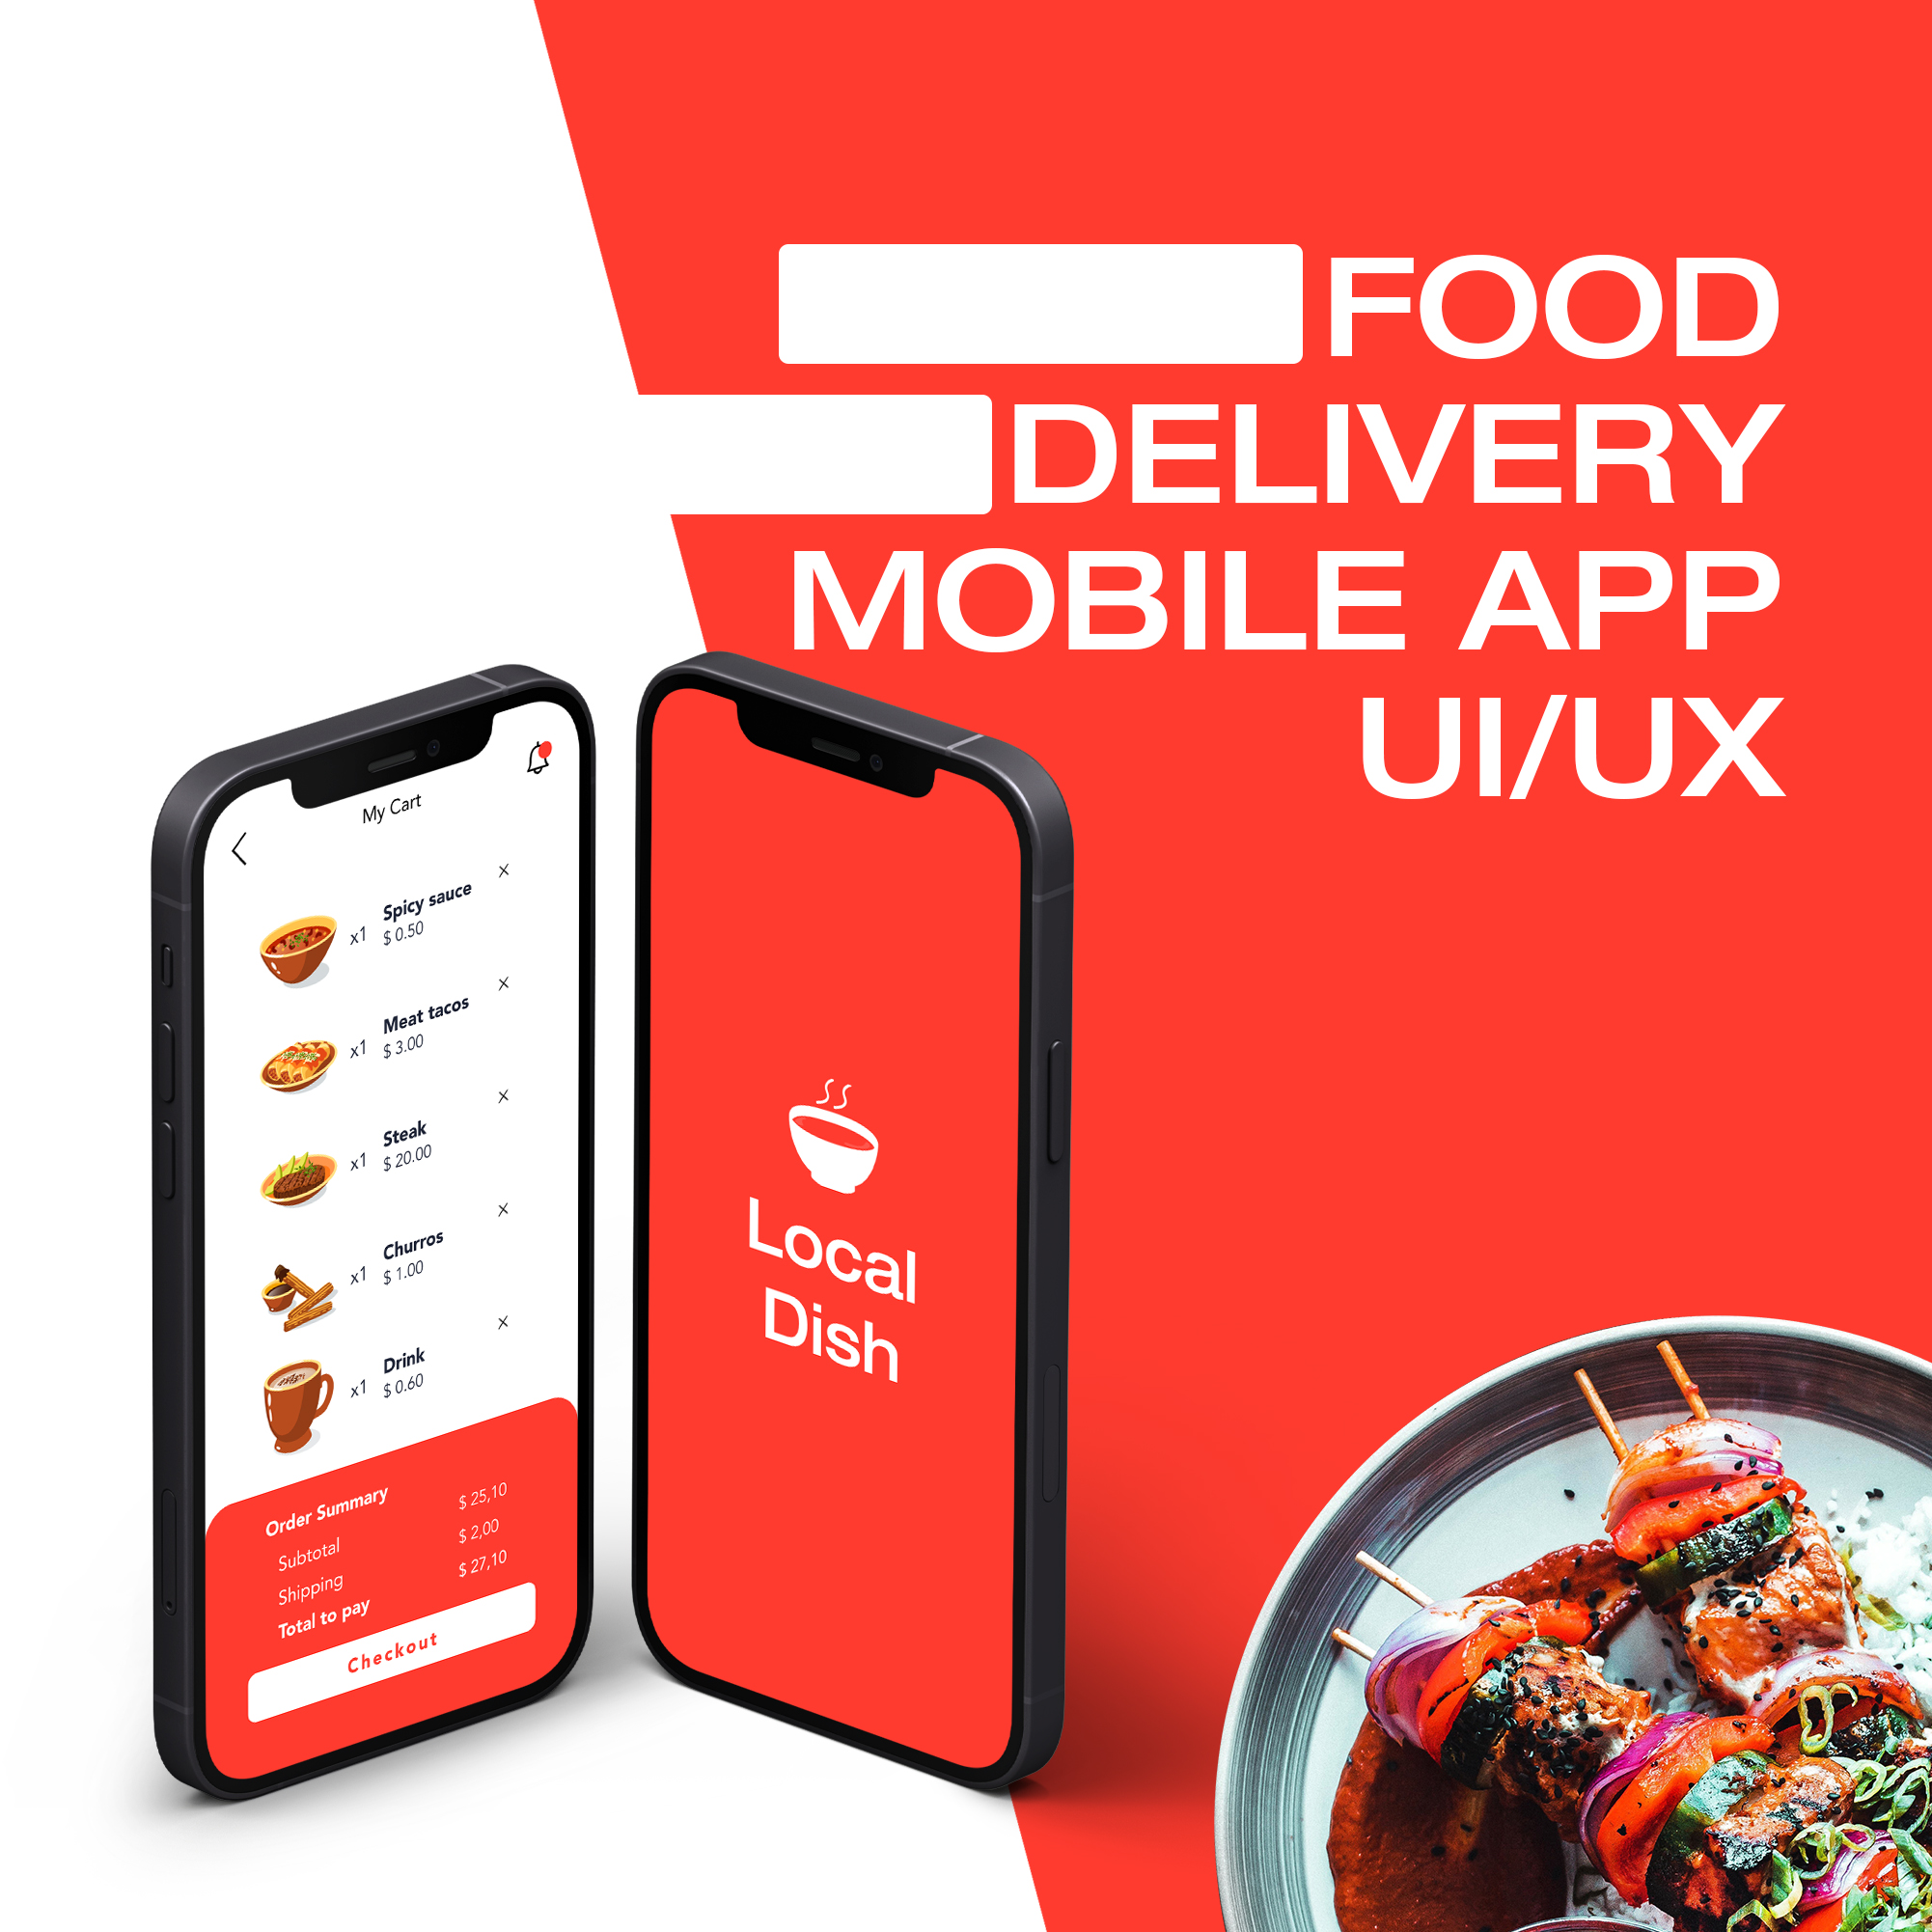 FOOD
DELIVERY
MOBILE APP
UI/UX
My Cart
x1 Spicy sauce
$ 0.50
x1 Meat tacos
$ 3.00
x1 Steak
$ 20.00
x1 Churros
$ 1.00
x1 Drink
$ 0.60
Order Summary
Subtotal $ 25,10
Shipping $ 2,00
Total to pay $ 27,10
Checkout
Local
Dish